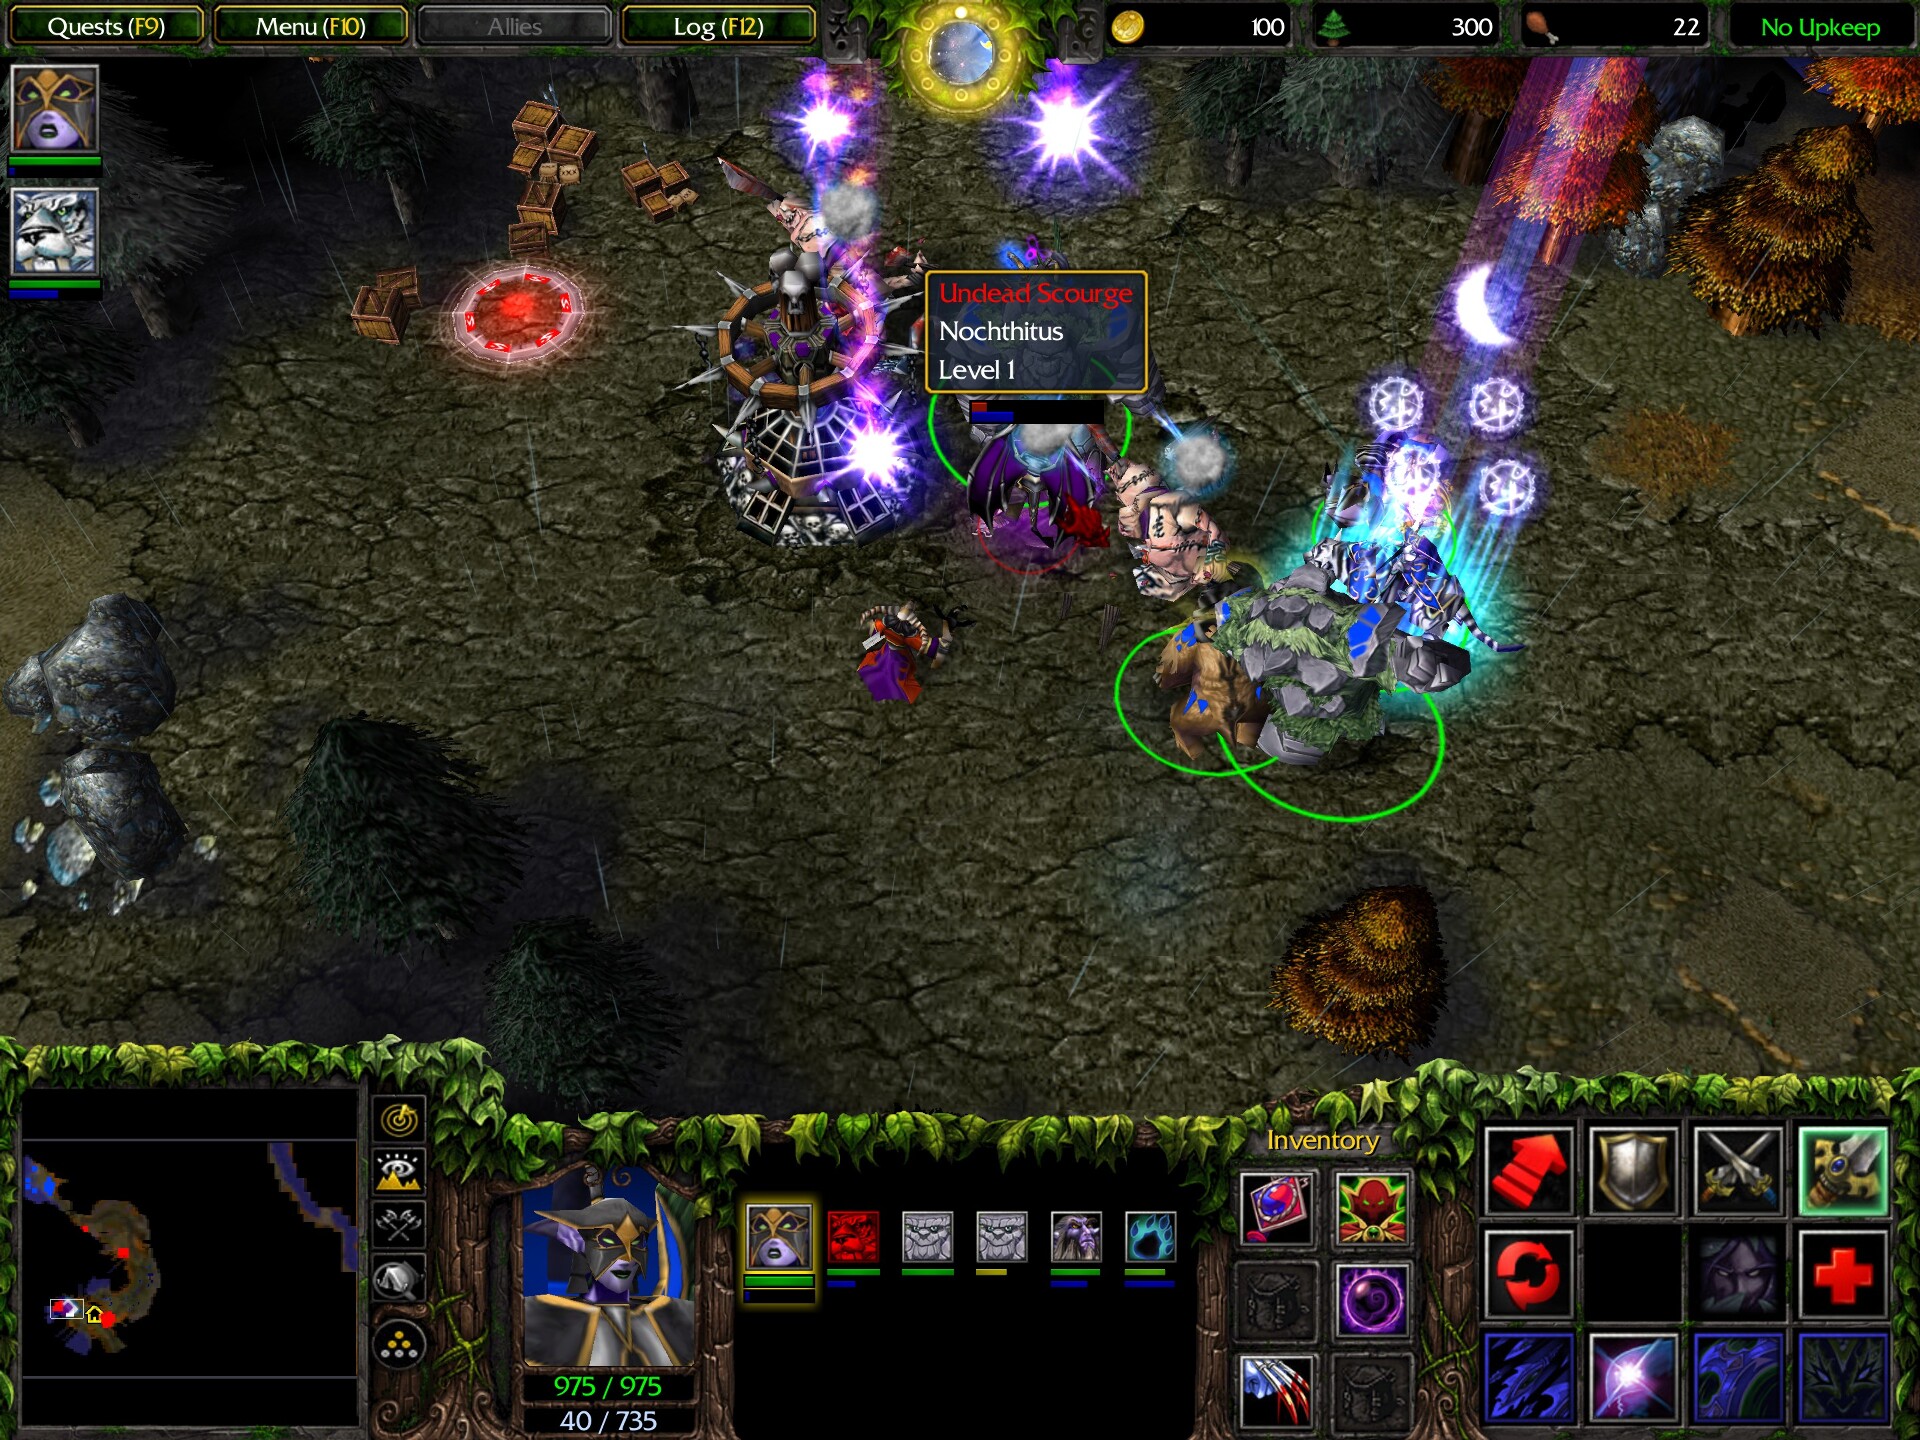 Quests (F9)
Menu (F10)
Allies
Log (F12)
100
300
22
No Upkeep
Undead Scourge
Nochthitus
Level 1
Inventory
975 / 975
40 / 735